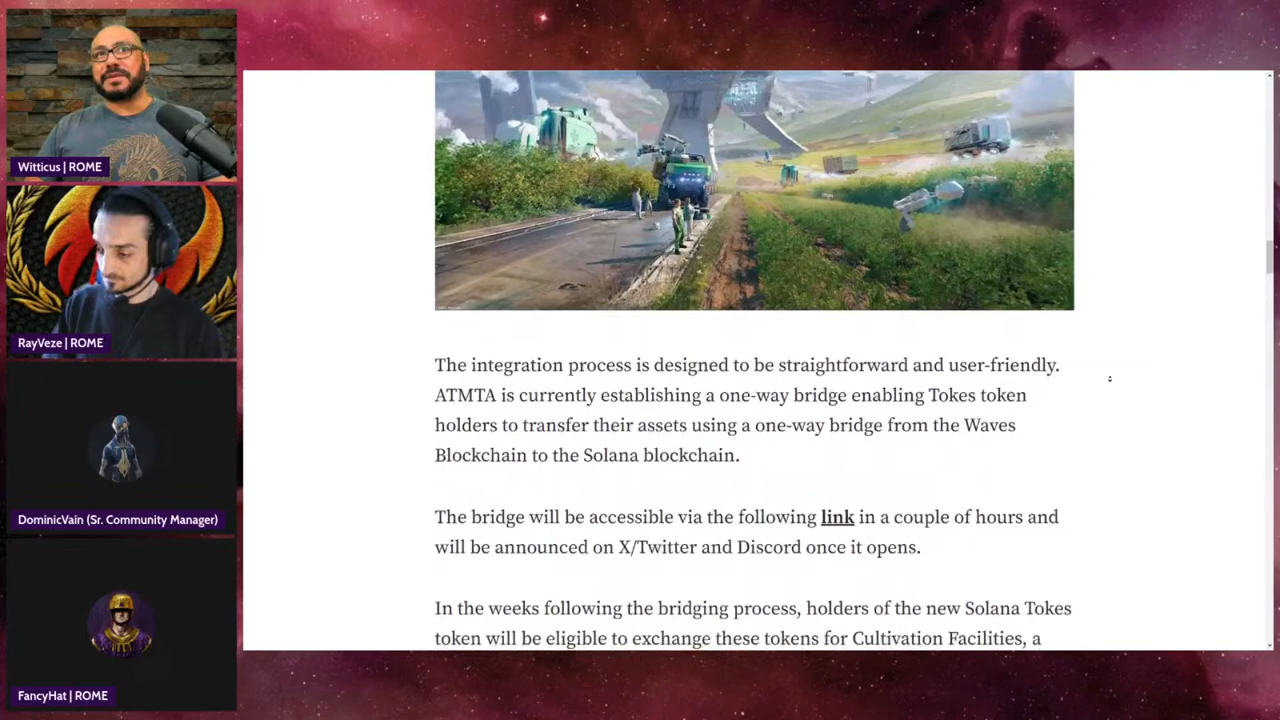 Witticus | ROME
RayVeze | ROME
DominicVain (Sr. Community Manager)
FancyHat | ROME
The integration process is designed to be straightforward and user-friendly.
ATMTA is currently establishing a one-way bridge enabling Tokes token
holders to transfer their assets using a one-way bridge from the Waves
Blockchain to the Solana blockchain.
The bridge will be accessible via the following link in a couple of hours and
will be announced on X/Twitter and Discord once it opens.
In the weeks following the bridging process, holders of the new Solana Tokes
token will be eligible to exchange these tokens for Cultivation Facilities, a